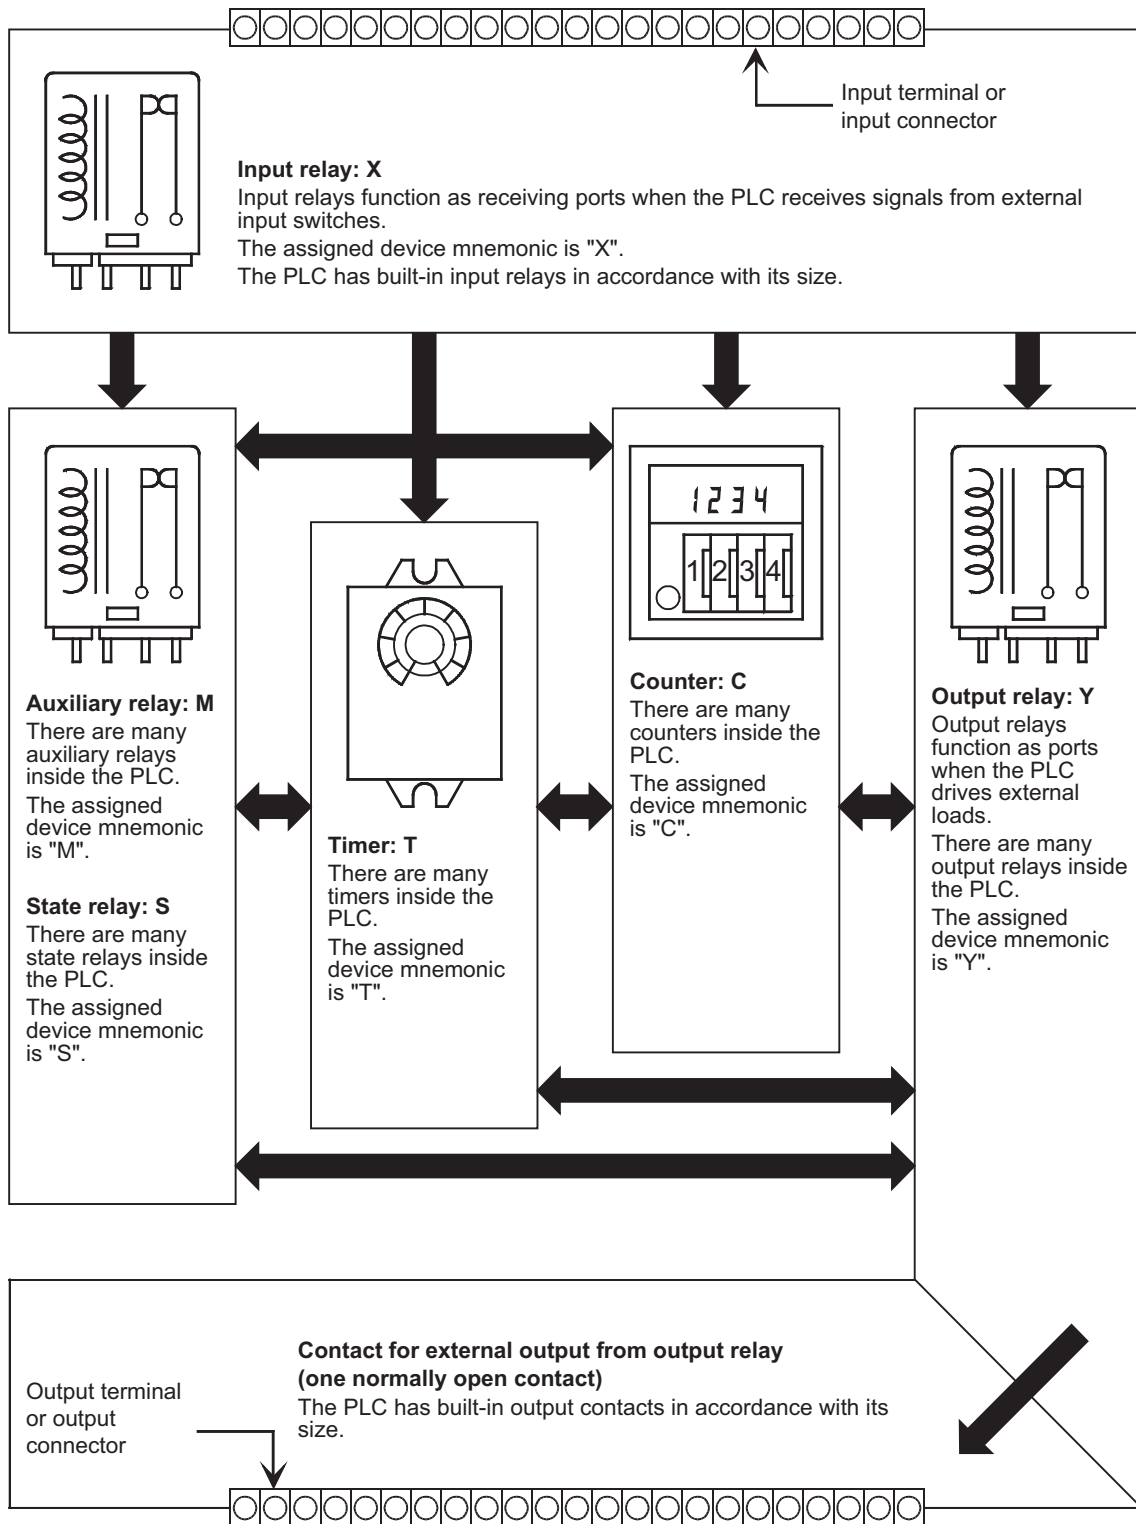 Input terminal or
input connector
Input relay: X
Input relays function as receiving ports when the PLC receives signals from external
input switches.
The assigned device mnemonic is "X".
The PLC has built-in input relays in accordance with its size.
Auxiliary relay: M
There are many
auxiliary relays
inside the PLC.
The assigned
device mnemonic
is "M".
State relay: S
There are many
state relays inside
the PLC.
The assigned
device mnemonic
is "S".
Timer: T
There are many
timers inside the
PLC.
The assigned
device mnemonic
is "T".
1234
1 2 3 4
Counter: C
There are many
counters inside the
PLC.
The assigned
device mnemonic
is "C".
Output relay: Y
Output relays
function as ports
when the PLC
drives external
loads.
There are many
output relays inside
the PLC.
The assigned
device mnemonic
is "Y".
Contact for external output from output relay
(one normally open contact)
The PLC has built-in output contacts in accordance with its
size.
Output terminal
or output
connector